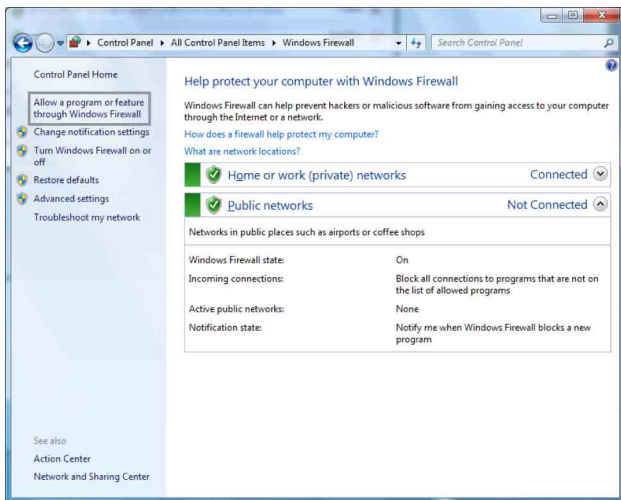 Control Panel ▸ All Control Panel Items ▸ Windows Firewall
Search Control Panel
Control Panel Home
Allow a program or feature
through Windows Firewall
Change notification settings
Turn Windows Firewall on or
off
Restore defaults
Advanced settings
Troubleshoot my network
See also
Action Center
Network and Sharing Center
Help protect your computer with Windows Firewall
Windows Firewall can help prevent hackers or malicious software from gaining access to your computer
through the Internet or a network.
How does a firewall help protect my computer?
What are network locations?
Home or work (private) networks Connected
Public networks Not Connected
Networks in public places such as airports or coffee shops
Windows Firewall state: On
Incoming connections: Block all connections to programs that are not on
the list of allowed programs
Active public networks: None
Notification state: Notify me when Windows Firewall blocks a new
program